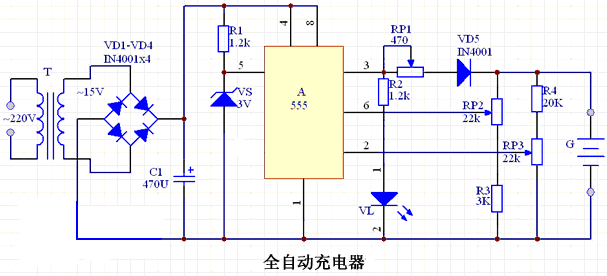 T
~220V
~15V
VD1-VD4
IN4001x4
C1
470U
R1
1.2k
VS
3V
4
8
5
A
555
3
6
2
1
RP1
470
R2
1.2k
1
VL
2
VD5
IN4001
RP2
22k
R3
3K
R4
20K
RP3
22k
G
全自动充电器